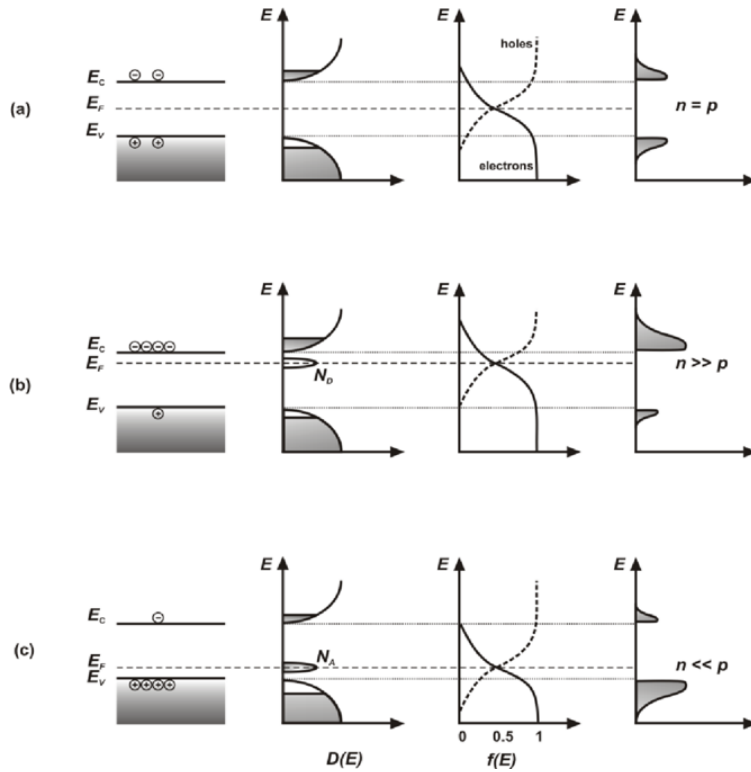 E E E
holes
E_C
(a) E_F n = p
E_V
electrons
E E E
E_C
E_F
(b) N_D n >> p
E_V
E E E
E_C
(c) N_A
E_F n << p
E_V
0 0.5 1
D(E) f(E)